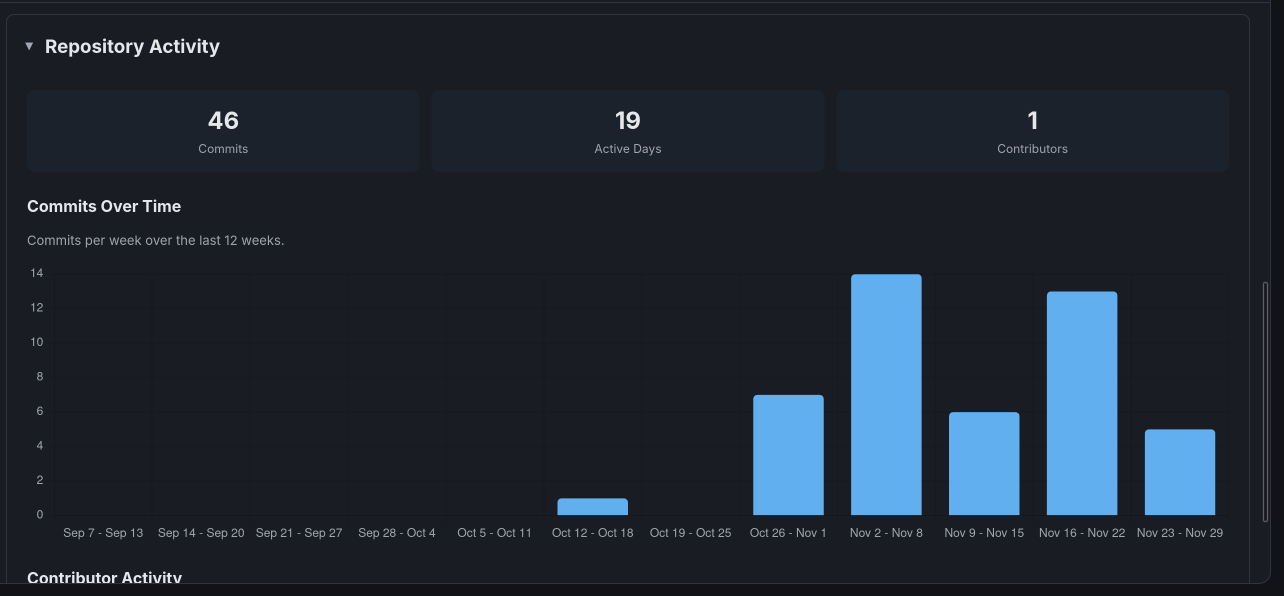 ▼ Repository Activity
46
Commits
19
Active Days
1
Contributors
Commits Over Time
Commits per week over the last 12 weeks.
14
12
10
8
6
4
2
0
Sep 7 - Sep 13 Sep 14 - Sep 20 Sep 21 - Sep 27 Sep 28 - Oct 4 Oct 5 - Oct 11 Oct 12 - Oct 18 Oct 19 - Oct 25 Oct 26 - Nov 1 Nov 2 - Nov 8 Nov 9 - Nov 15 Nov 16 - Nov 22 Nov 23 - Nov 29
Contributor Activity